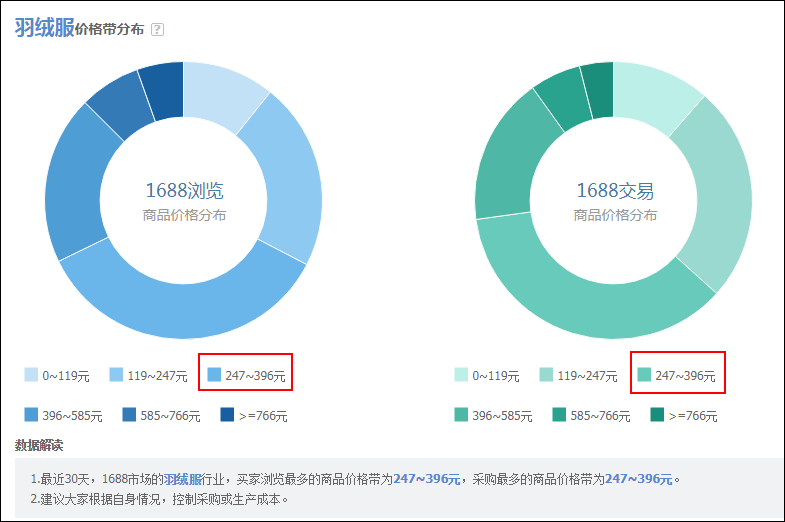 羽绒服价格带分布 ?
1688浏览
商品价格分布
1688交易
商品价格分布
0~119元 119~247元 247~396元
396~585元 585~766元 >=766元
0~119元 119~247元 247~396元
396~585元 585~766元 >=766元
数据解读
1.最近30天，1688市场的羽绒服行业，买家浏览最多的商品价格带为247~396元，采购最多的商品价格带为247~396元。
2.建议大家根据自身情况，控制采购或生产成本。